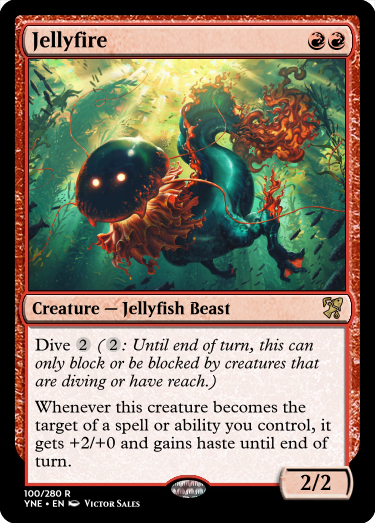 Jellyfire
Creature — Jellyfish Beast
Dive 2 (2: Until end of turn, this can
only block or be blocked by creatures that
are diving or have reach.)
Whenever this creature becomes the
target of a spell or ability you control, it
gets +2/+0 and gains haste until end of
turn.
2/2
100/280 R
YNE • EN Victor Sales